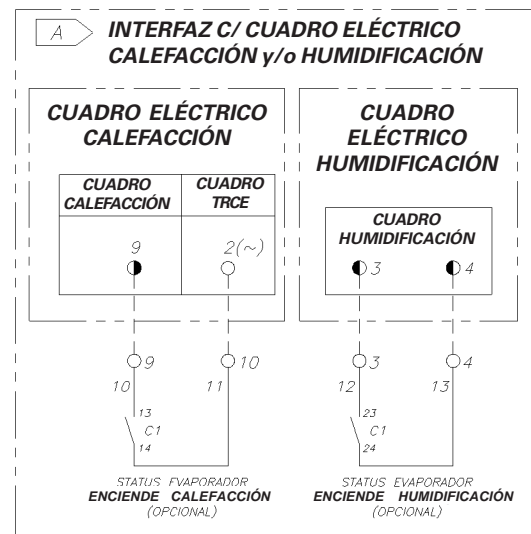 A
INTERFAZ C/ CUADRO ELÉCTRICO
CALEFACCIÓN y/o HUMIDIFICACIÓN
CUADRO ELÉCTRICO
CALEFACCIÓN
CUADRO
CALEFACCIÓN
CUADRO
TRCE
9
2(~)
CUADRO
ELÉCTRICO
HUMIDIFICACIÓN
CUADRO
HUMIDIFICACIÓN
3
4
9
10
10
11
13
C1
14
STATUS EVAPORADOR
ENCIENDE CALEFACCIÓN
(OPCIONAL)
3
4
12
13
23
C1
24
STATUS EVAPORADOR
ENCIENDE HUMIDIFICACIÓN
(OPCIONAL)